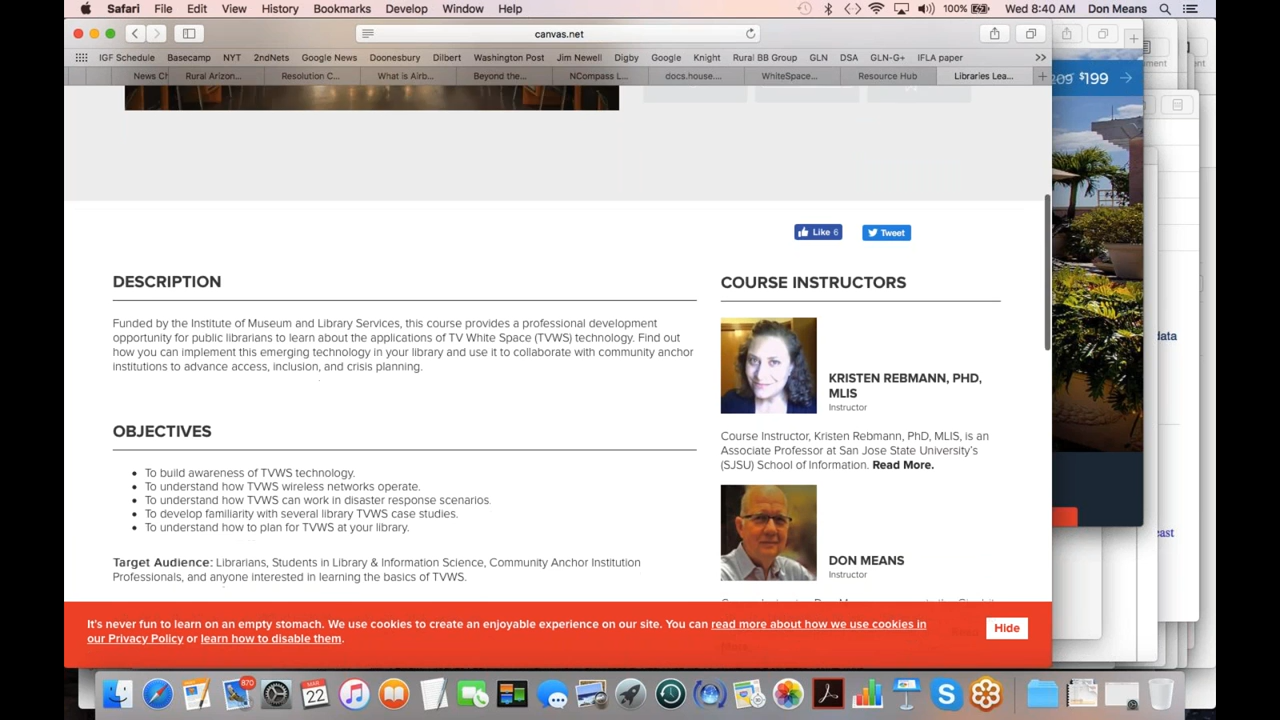 Safari File Edit View History Bookmarks Develop Window Help 100% Wed 8:40 AM Don Means
canvas.net
IGF Schedule Basecamp NYT 2ndNets Google News Doonesbury Dilbert Washington Post Jim Newell Digby Google Knight Rural BB Group GLN DSA GLN-G+ IFLA paper
News Ch Rural Arizon... Resolution C... What is Airb... Beyond the... NCompass L... docs.house.... WhiteSpace... Resource Hub Libraries Lea...
209 $199
Like 6 Tweet
DESCRIPTION
Funded by the Institute of Museum and Library Services, this course provides a professional development
opportunity for public librarians to learn about the applications of TV White Space (TVWS) technology. Find out
how you can implement this emerging technology in your library and use it to collaborate with community anchor
institutions to advance access, inclusion, and crisis planning.
OBJECTIVES
To build awareness of TVWS technology.
To understand how TVWS wireless networks operate.
To understand how TVWS can work in disaster response scenarios.
To develop familiarity with several library TVWS case studies.
To understand how to plan for TVWS at your library.
Target Audience: Librarians, Students in Library & Information Science, Community Anchor Institution
Professionals, and anyone interested in learning the basics of TVWS.
COURSE INSTRUCTORS
KRISTEN REBMANN, PHD,
MLIS
Instructor
Course Instructor, Kristen Rebmann, PhD, MLIS, is an
Associate Professor at San Jose State University's
(SJSU) School of Information. Read More.
DON MEANS
Instructor
data
ast
It's never fun to learn on an empty stomach. We use cookies to create an enjoyable experience on our site. You can read more about how we use cookies in
our Privacy Policy or learn how to disable them.
Hide
870
MAR
22